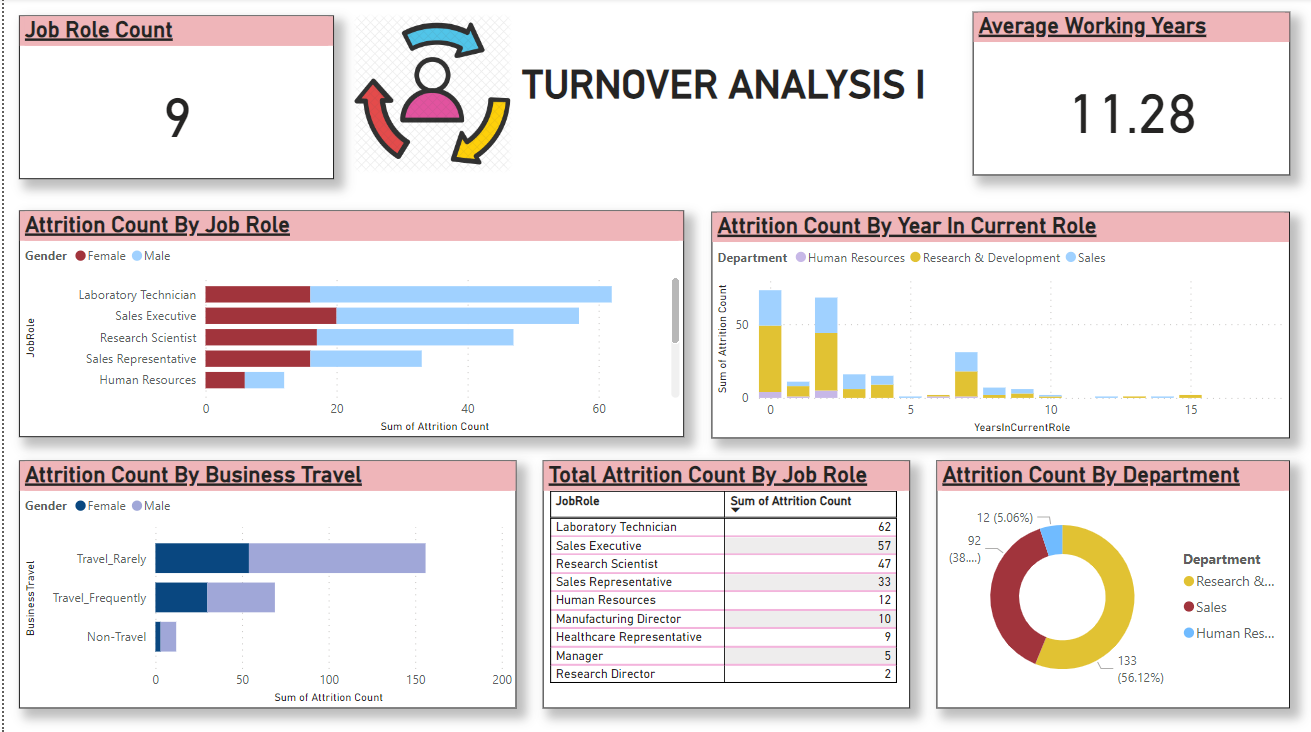 Job Role Count
9
TURNOVER ANALYSIS I
Average Working Years
11.28
Attrition Count By Job Role
Gender Female Male
JobRole
Laboratory Technician
Sales Executive
Research Scientist
Sales Representative
Human Resources
0 20 40 60
Sum of Attrition Count
Attrition Count By Year In Current Role
Department Human Resources Research & Development Sales
Sum of Attrition Count
50
0
0 5 10 15
YearsInCurrentRole
Attrition Count By Business Travel
Gender Female Male
BusinessTravel
Travel_Rarely
Travel_Frequently
Non-Travel
0 50 100 150 200
Sum of Attrition Count
Total Attrition Count By Job Role
JobRole Sum of Attrition Count
Laboratory Technician 62
Sales Executive 57
Research Scientist 47
Sales Representative 33
Human Resources 12
Manufacturing Director 10
Healthcare Representative 9
Manager 5
Research Director 2
Attrition Count By Department
12 (5.06%)
92
(38....)
133
(56.12%)
Department
Research &...
Sales
Human Res...